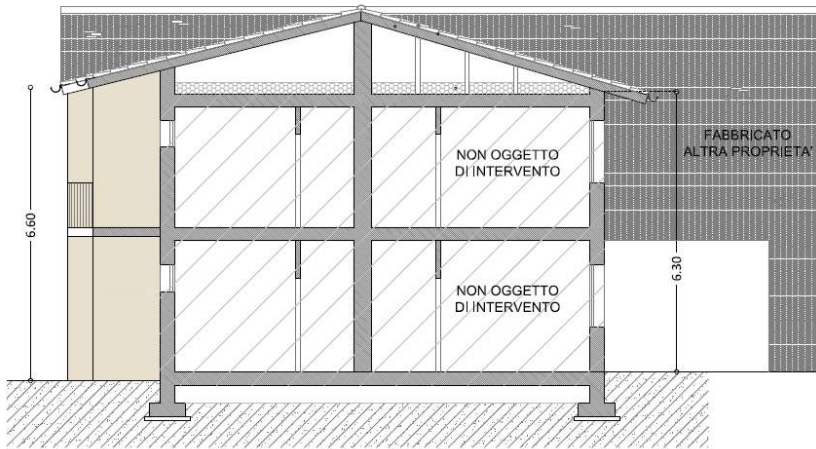 FABBRICATO
ALTRA PROPRIETA'
NON OGGETTO
DI INTERVENTO
6.60
6.30
NON OGGETTO
DI INTERVENTO